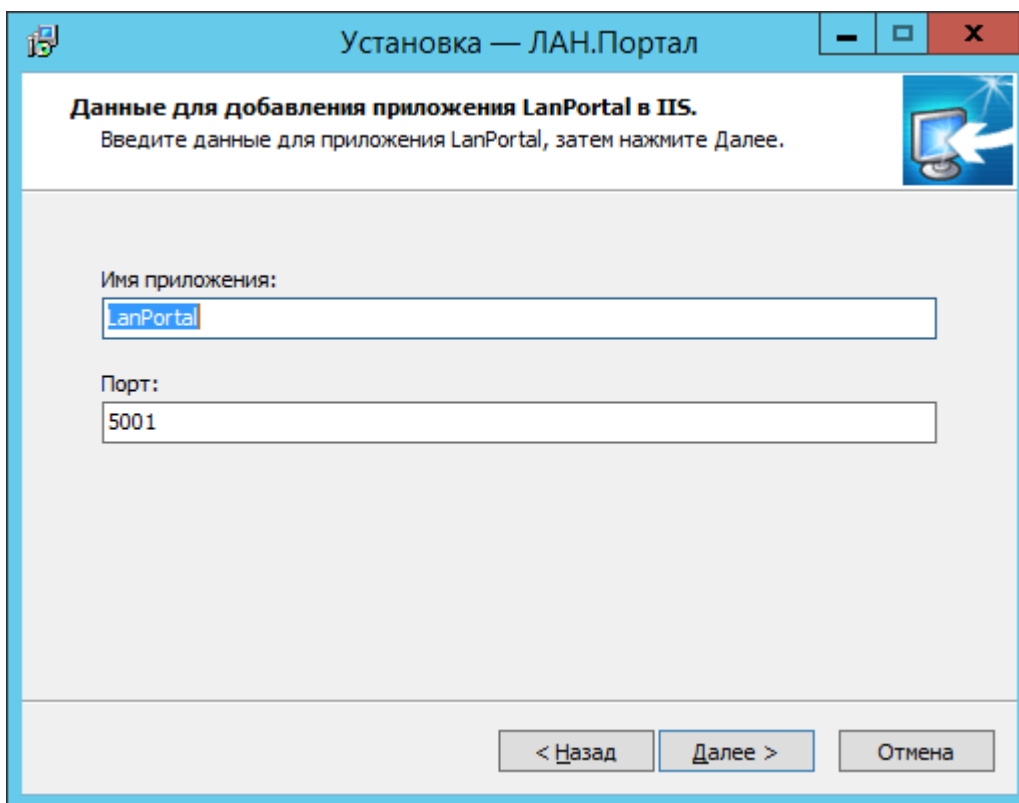 Установка — ЛАН.Портал
Данные для добавления приложения LanPortal в IIS.
Введите данные для приложения LanPortal, затем нажмите Далее.
Имя приложения:
LanPortal
Порт:
5001
< Назад Далее > Отмена